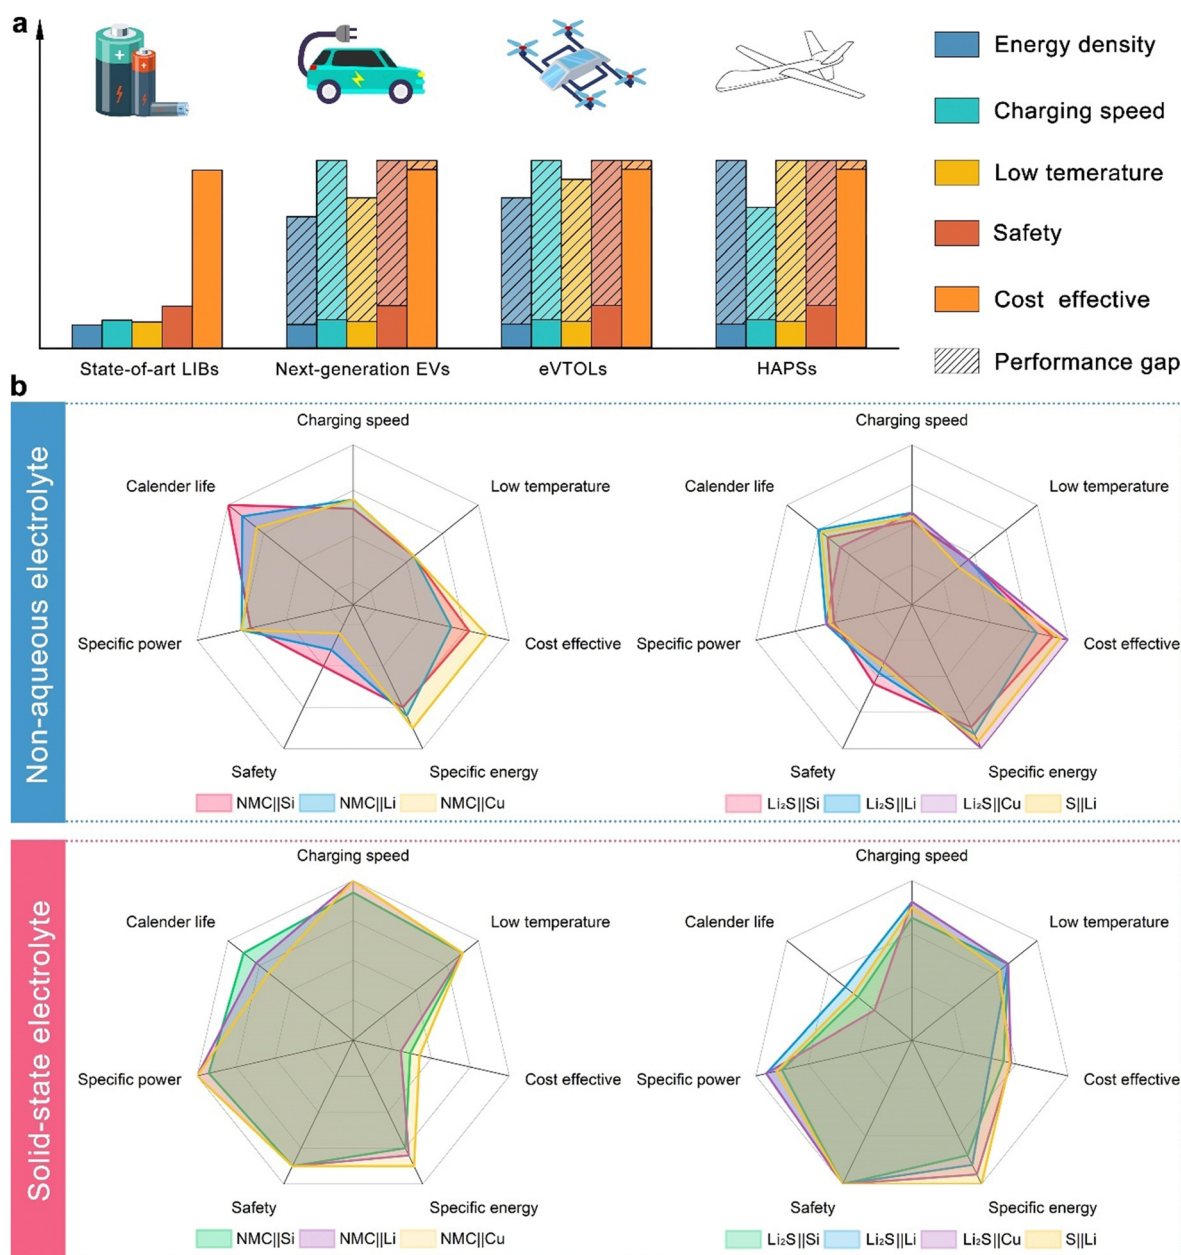 a
Energy density
Charging speed
Low temerature
Safety
Cost effective
Performance gap
State-of-art LIBs
Next-generation EVs
eVTOLs
HAPSs
b
Non-aqueous electrolyte
Charging speed
Calender life
Low temperature
Specific power
Cost effective
Safety
Specific energy
NMC||Si
NMC||Li
NMC||Cu
Charging speed
Calender life
Low temperature
Specific power
Cost effective
Safety
Specific energy
Li₂S||Si
Li₂S||Li
Li₂S||Cu
S||Li
Solid-state electrolyte
Charging speed
Calender life
Low temperature
Specific power
Cost effective
Safety
Specific energy
NMC||Si
NMC||Li
NMC||Cu
Charging speed
Calender life
Low temperature
Specific power
Cost effective
Safety
Specific energy
Li₂S||Si
Li₂S||Li
Li₂S||Cu
S||Li